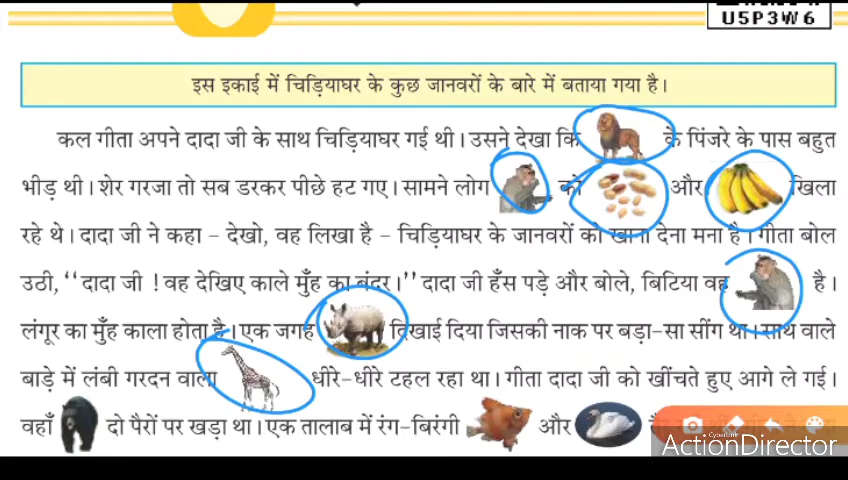 U5P3W6
इस इकाई में चिड़ियाघर के कुछ जानवरों के बारे में बताया गया है।
कल गीता अपने दादा जी के साथ चिड़ियाघर गई थी। उसने देखा कि के पिंजरे के पास बहुत
भीड़ थी। शेर गरजा तो सब डरकर पीछे हट गए। सामने लोग को और खिला
रहे थे। दादा जी ने कहा – देखो, वह लिखा है – चिड़ियाघर के जानवरों को खाना देना मना है। गीता बोल
उठी, ‘‘दादा जी ! वह देखिए काले मुँह का बंदर।’’ दादा जी हँस पड़े और बोले, बिटिया वह है।
लंगूर का मुँह काला होता है। एक जगह दिखाई दिया जिसकी नाक पर बड़ा-सा सींग था। साथ वाले
बाड़े में लंबी गरदन वाला धीरे-धीरे टहल रहा था। गीता दादा जी को खींचते हुए आगे ले गई।
वहाँ दो पैरों पर खड़ा था। एक तालाब में रंग-बिरंगी और
CyberLink
ActionDirector